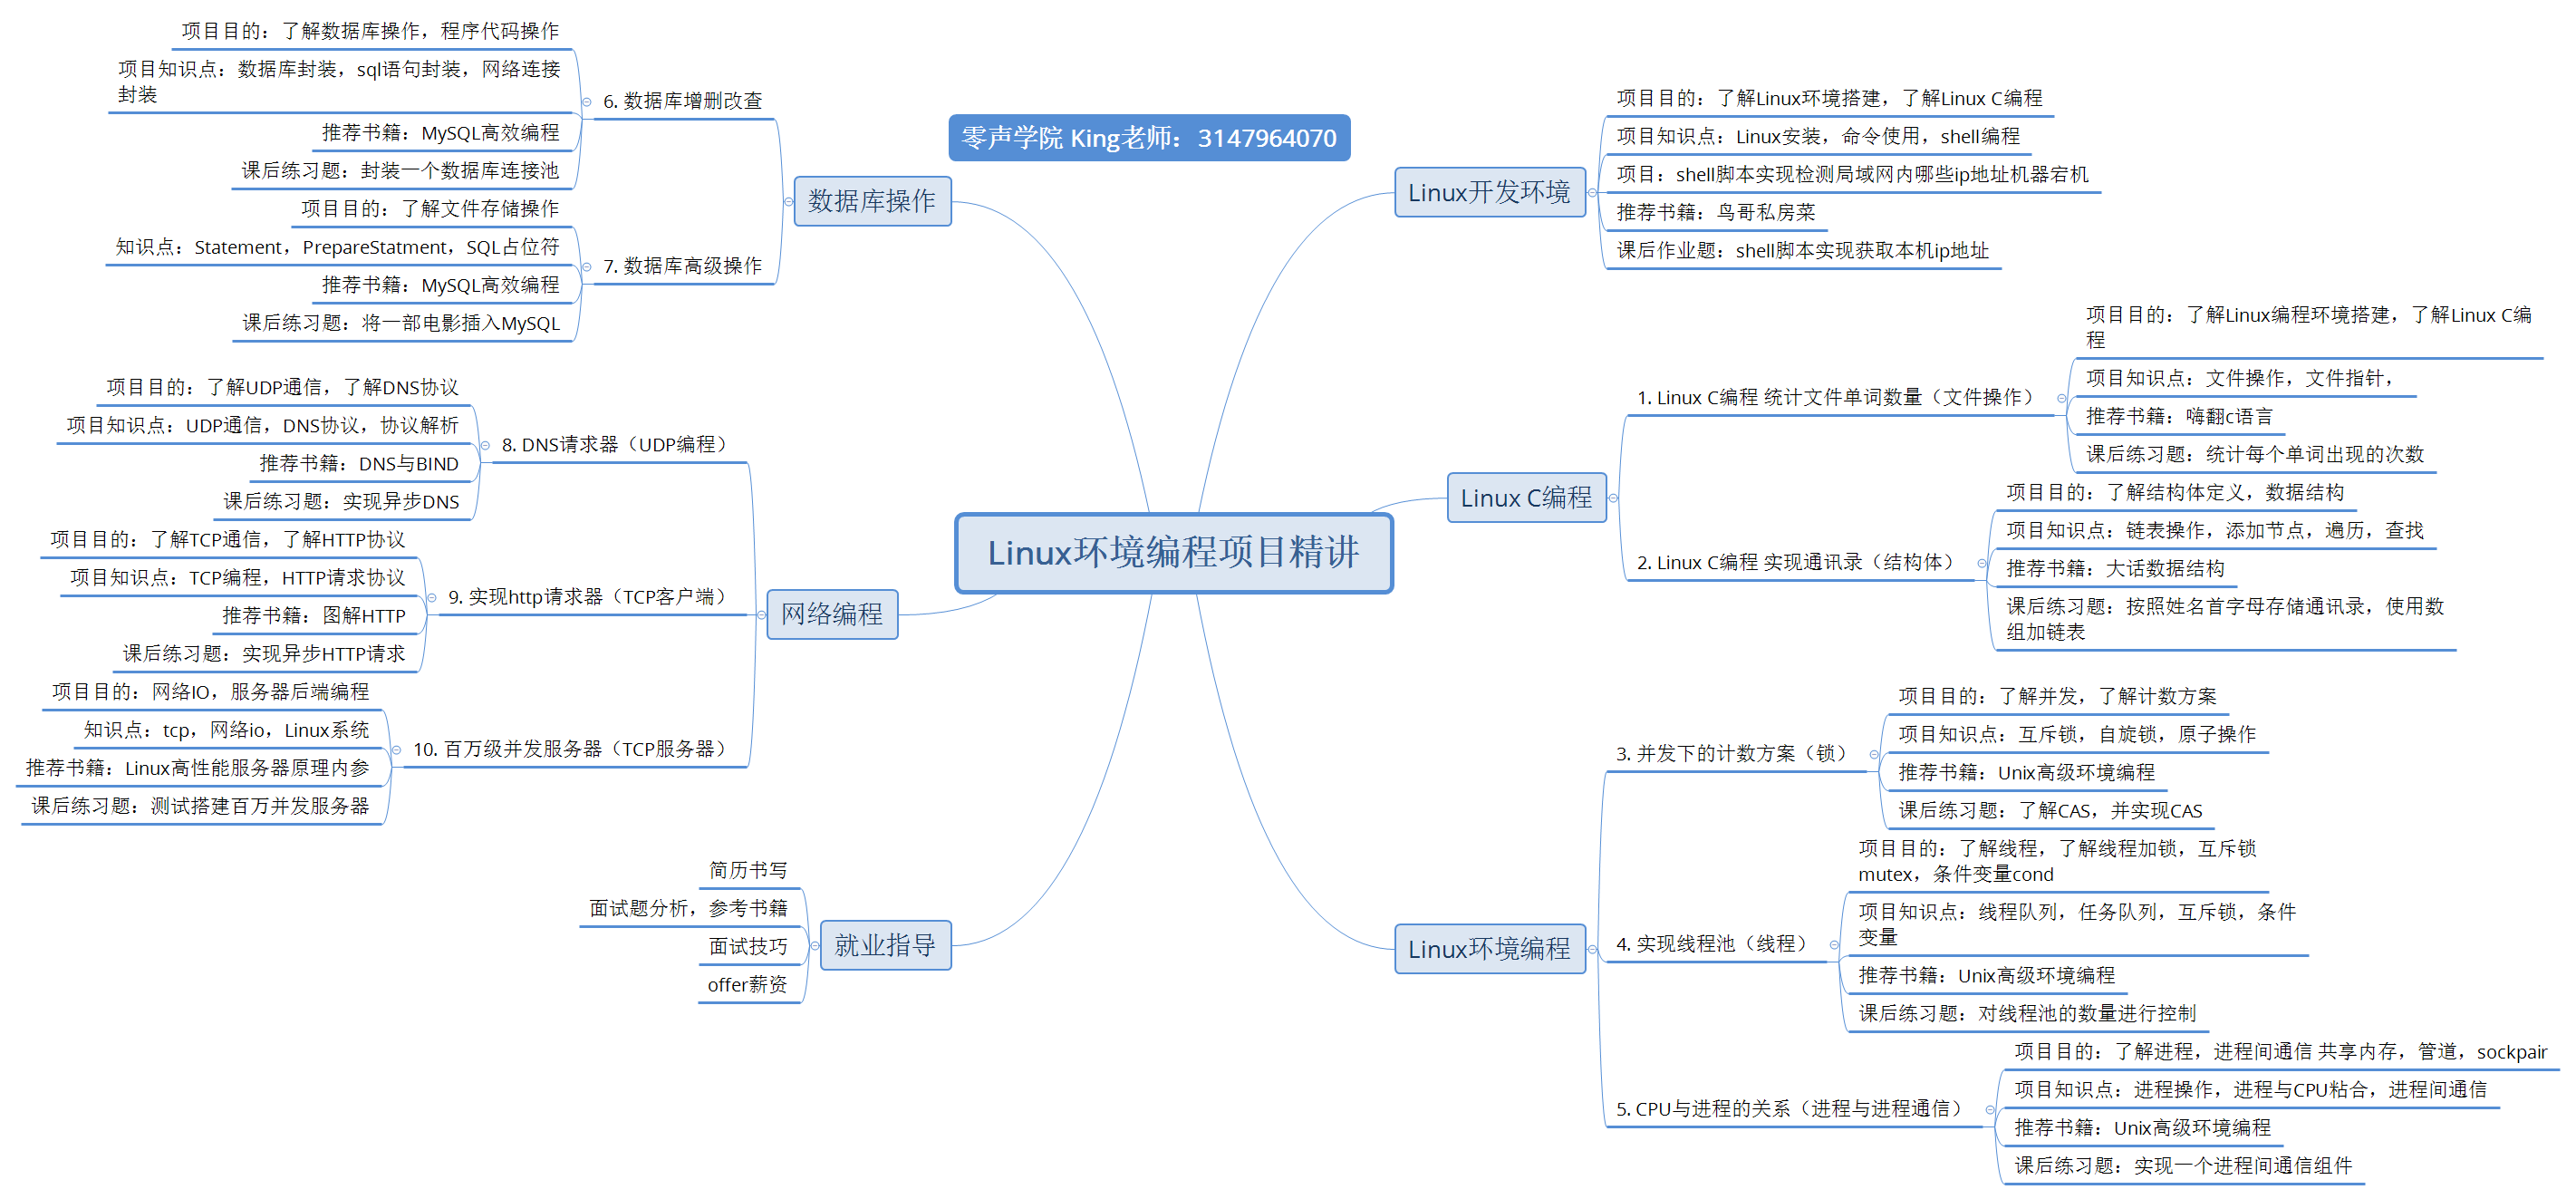 零声学院 King老师：3147964070
Linux环境编程项目精讲
Linux开发环境
项目目的：了解Linux环境搭建，了解Linux C编程
项目知识点：Linux安装，命令使用，shell编程
项目：shell脚本实现检测局域网内哪些ip地址机器宕机
推荐书籍：鸟哥私房菜
课后作业题：shell脚本实现获取本机ip地址
Linux C编程
1. Linux C编程 统计文件单词数量（文件操作）
项目目的：了解Linux编程环境搭建，了解Linux C编
程
项目知识点：文件操作，文件指针，
推荐书籍：嗨翻c语言
课后练习题：统计每个单词出现的次数
2. Linux C编程 实现通讯录（结构体）
项目目的：了解结构体定义，数据结构
项目知识点：链表操作，添加节点，遍历，查找
推荐书籍：大话数据结构
课后练习题：按照姓名首字母存储通讯录，使用数
组加链表
Linux环境编程
3. 并发下的计数方案（锁）
项目目的：了解并发，了解计数方案
项目知识点：互斥锁，自旋锁，原子操作
推荐书籍：Unix高级环境编程
课后练习题：了解CAS，并实现CAS
4. 实现线程池（线程）
项目目的：了解线程，了解线程加锁，互斥锁
mutex，条件变量cond
项目知识点：线程队列，任务队列，互斥锁，条件
变量
推荐书籍：Unix高级环境编程
课后练习题：对线程池的数量进行控制
5. CPU与进程的关系（进程与进程通信）
项目目的：了解进程，进程间通信 共享内存，管道，sockpair
项目知识点：进程操作，进程与CPU粘合，进程间通信
推荐书籍：Unix高级环境编程
课后练习题：实现一个进程间通信组件
数据库操作
6. 数据库增删改查
项目目的：了解数据库操作，程序代码操作
项目知识点：数据库封装，sql语句封装，网络连接
封装
推荐书籍：MySQL高效编程
课后练习题：封装一个数据库连接池
7. 数据库高级操作
项目目的：了解文件存储操作
知识点：Statement，PrepareStatment，SQL占位符
推荐书籍：MySQL高效编程
课后练习题：将一部电影插入MySQL
网络编程
8. DNS请求器（UDP编程）
项目目的：了解UDP通信，了解DNS协议
项目知识点：UDP通信，DNS协议，协议解析
推荐书籍：DNS与BIND
课后练习题：实现异步DNS
9. 实现http请求器（TCP客户端）
项目目的：了解TCP通信，了解HTTP协议
项目知识点：TCP编程，HTTP请求协议
推荐书籍：图解HTTP
课后练习题：实现异步HTTP请求
10. 百万级并发服务器（TCP服务器）
项目目的：网络IO，服务器后端编程
知识点：tcp，网络io，Linux系统
推荐书籍：Linux高性能服务器原理内参
课后练习题：测试搭建百万并发服务器
就业指导
简历书写
面试题分析，参考书籍
面试技巧
offer薪资